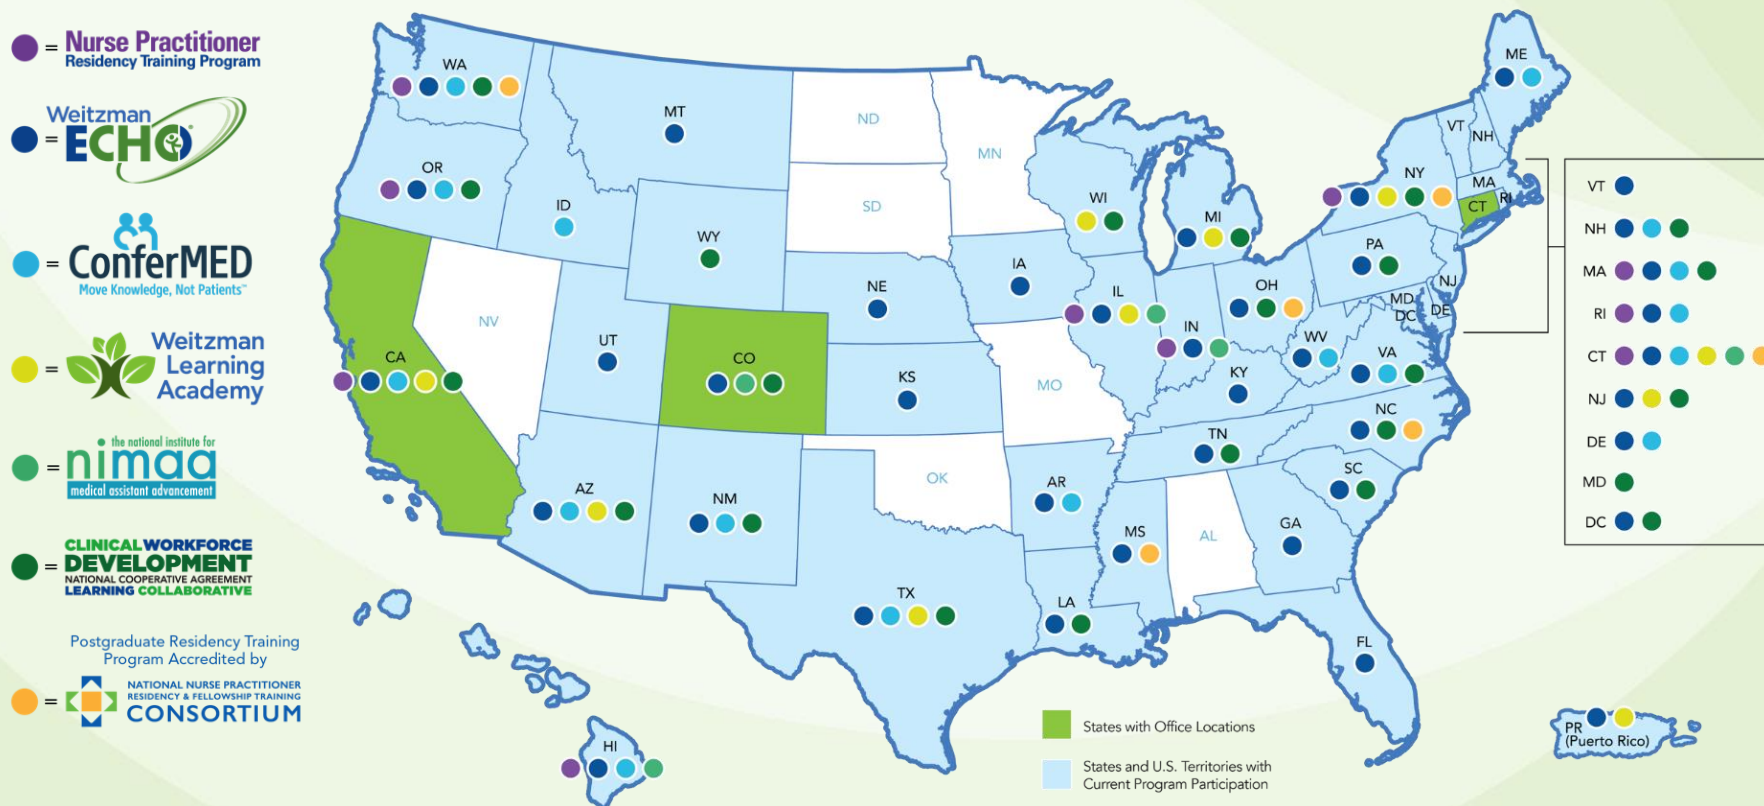 = Nurse Practitioner
Residency Training Program
Weitzman
= ECHO
= ConferMED
Move Knowledge, Not Patients™
= Weitzman
Learning
Academy
the national institute for
= nimaa
medical assistant advancement
CLINICAL WORKFORCE
= DEVELOPMENT
NATIONAL COOPERATIVE AGREEMENT
LEARNING COLLABORATIVE
Postgraduate Residency Training
Program Accredited by
= NATIONAL NURSE PRACTITIONER
RESIDENCY & FELLOWSHIP TRAINING
CONSORTIUM
WA
OR
ID
MT
WY
ND
SD
NE
KS
OK
TX
NM
AZ
UT
CO
NV
CA
HI
MN
IA
MO
AR
LA
WI
MI
IL
IN
OH
KY
TN
MS
AL
GA
FL
SC
NC
VA
WV
PA
NY
ME
VT
NH
MA
RI
CT
NJ
MD
DE
DC
VT
NH
MA
RI
CT
NJ
DE
MD
DC
PR
(Puerto Rico)
States with Office Locations
States and U.S. Territories with
Current Program Participation